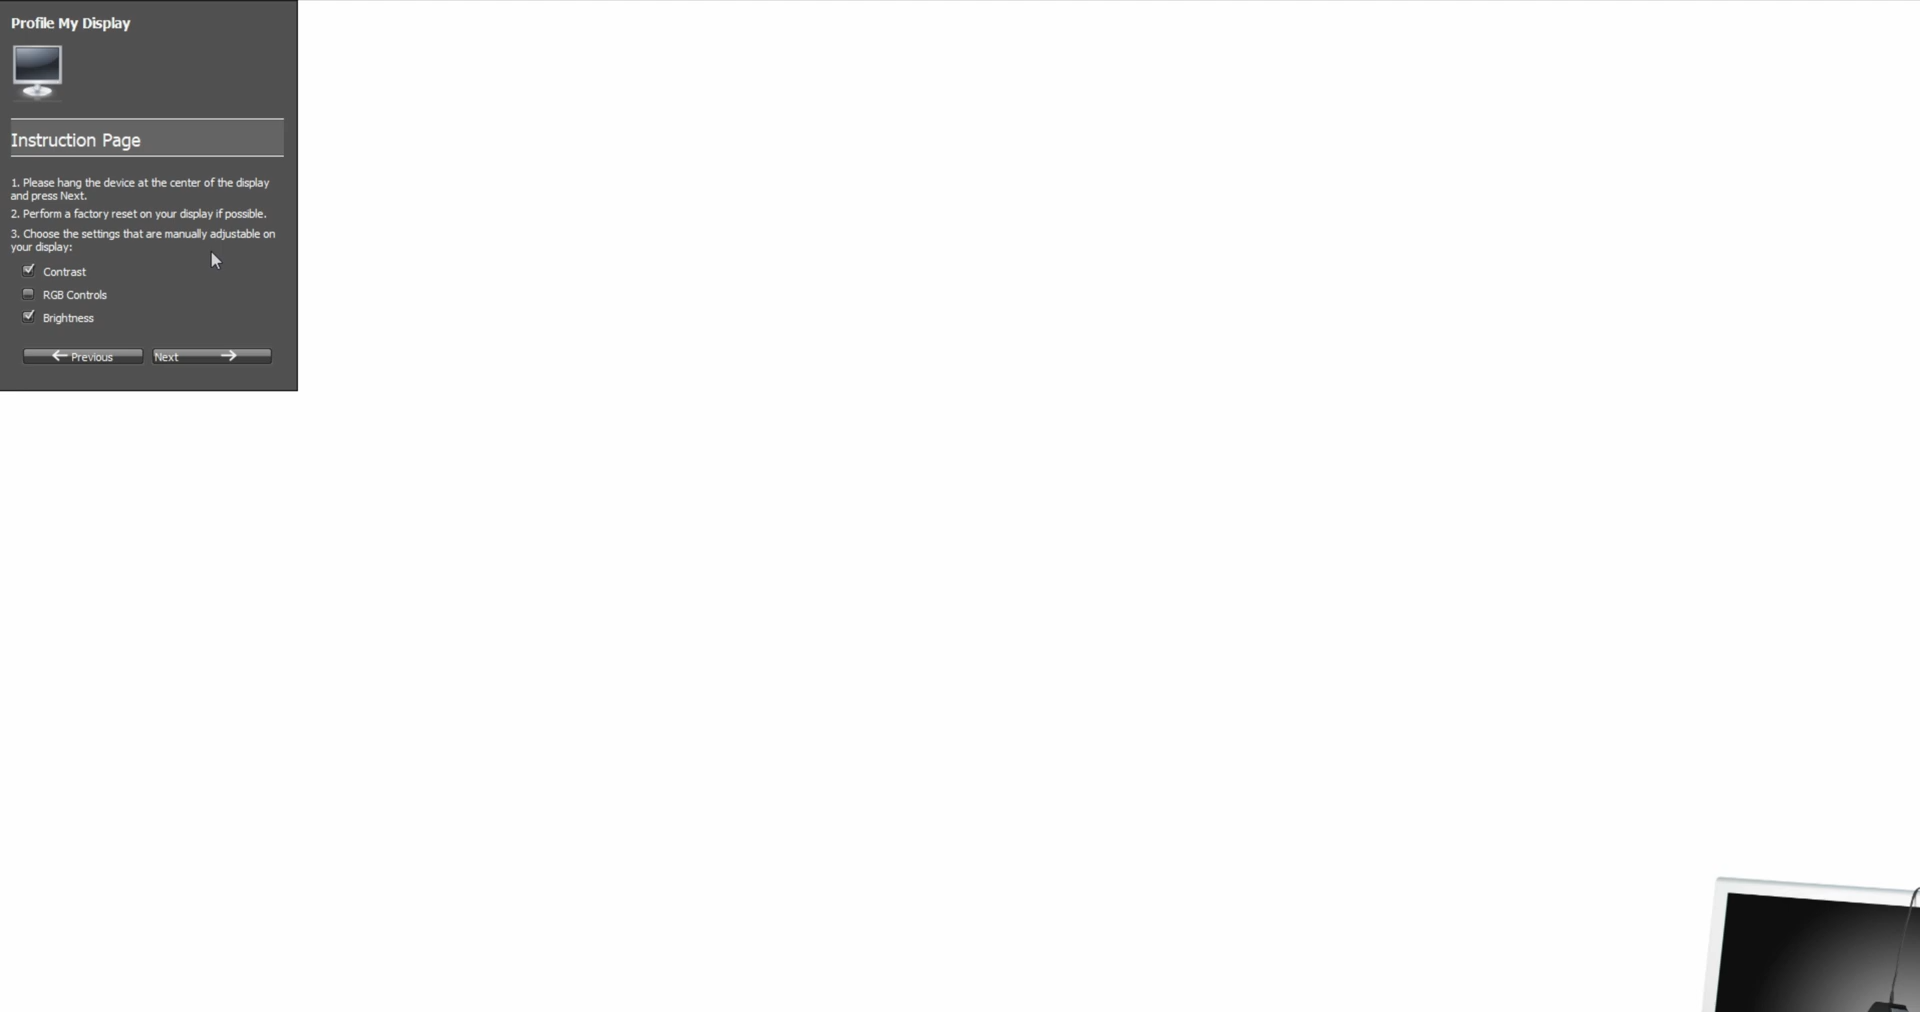 Profile My Display
Instruction Page
1. Please hang the device at the center of the display
and press Next.
2. Perform a factory reset on your display if possible.
3. Choose the settings that are manually adjustable on
your display:
Contrast
RGB Controls
Brightness
Previous
Next